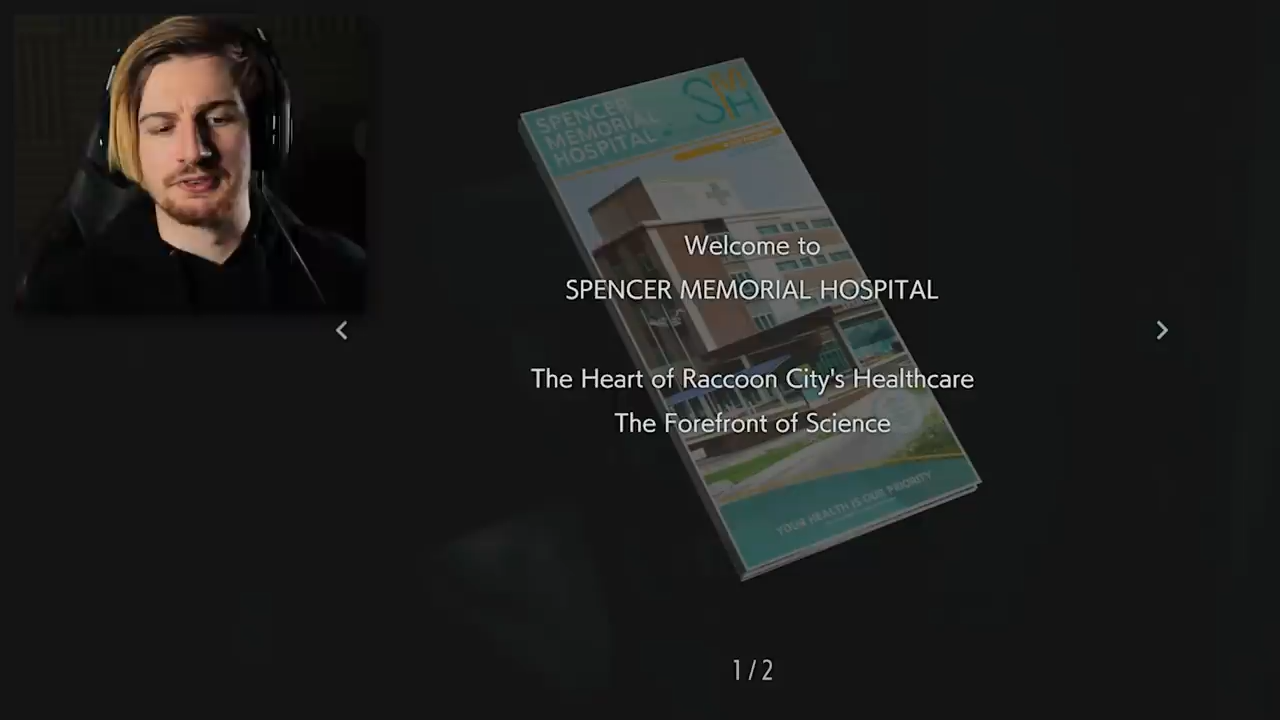 SPENCER
MEMORIAL
HOSPITAL
SMH
Welcome to
SPENCER MEMORIAL HOSPITAL
The Heart of Raccoon City's Healthcare
The Forefront of Science
YOUR HEALTH IS OUR PRIORITY
1 / 2